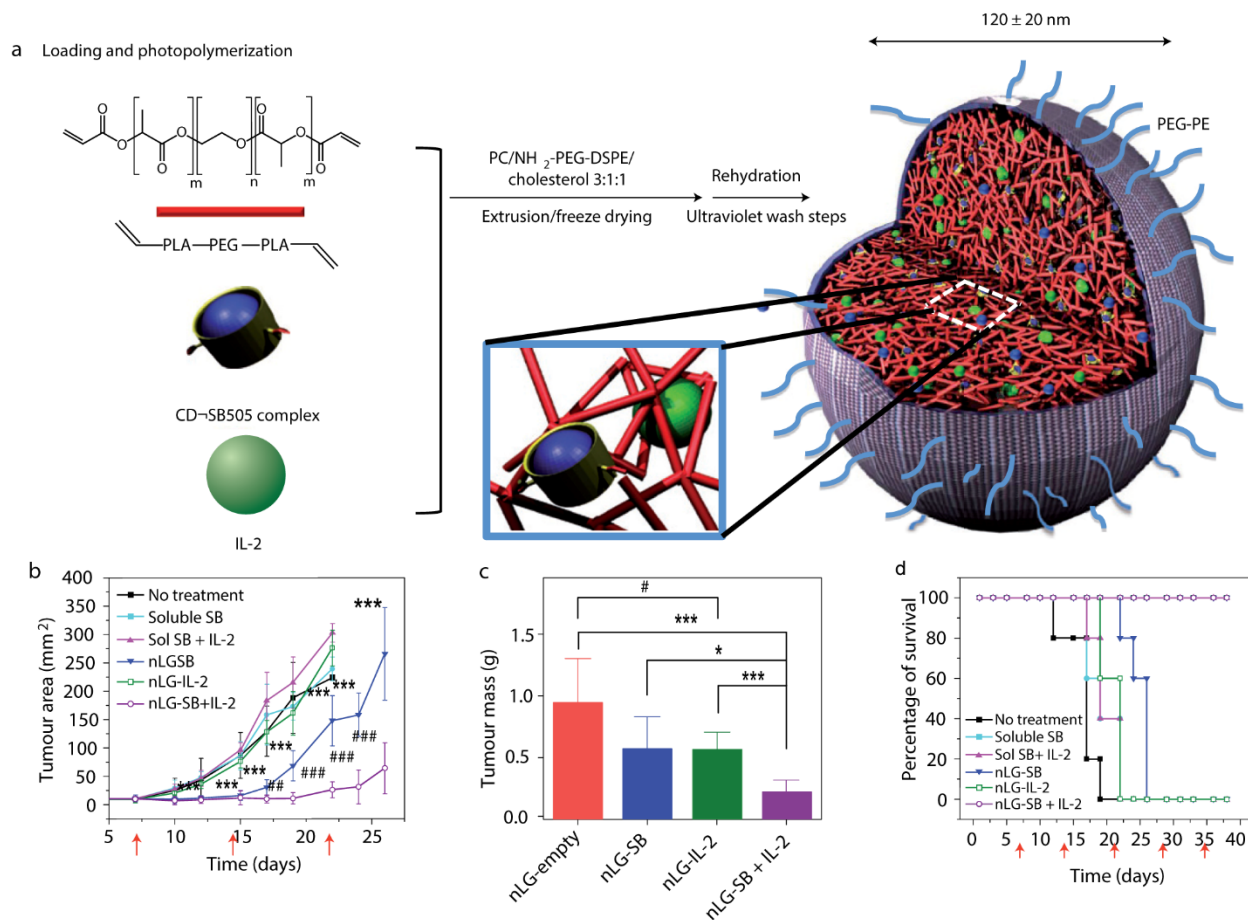 a Loading and photopolymerization
120 ± 20 nm
PEG-PE
O
O
O
O
O
O
O
O
O
m
n
m
PLA—PEG—PLA
CD¬SB505 complex
IL-2
PC/NH 2-PEG-DSPE/
cholesterol 3:1:1
Extrusion/freeze drying
Rehydration
Ultraviolet wash steps
b
400
350
300
250
200
150
100
50
0
Tumour area (mm2)
No treatment
Soluble SB
Sol SB + IL-2
nLGSB
nLG-IL-2
nLG-SB+IL-2
***
***
***
***
***
***
##
###
###
###
5 10 15 20 25
Time (days)
c
1.5
1.0
0.5
0.0
Tumour mass (g)
#
***
*
***
nLG-empty
nLG-SB
nLG-IL-2
nLG-SB + IL-2
d
100
80
60
40
20
0
Percentage of survival
No treatment
Soluble SB
Sol SB+ IL-2
nLG-SB
nLG-IL-2
nLG-SB + IL-2
0 5 10 15 20 25 30 35 40
Time (days)